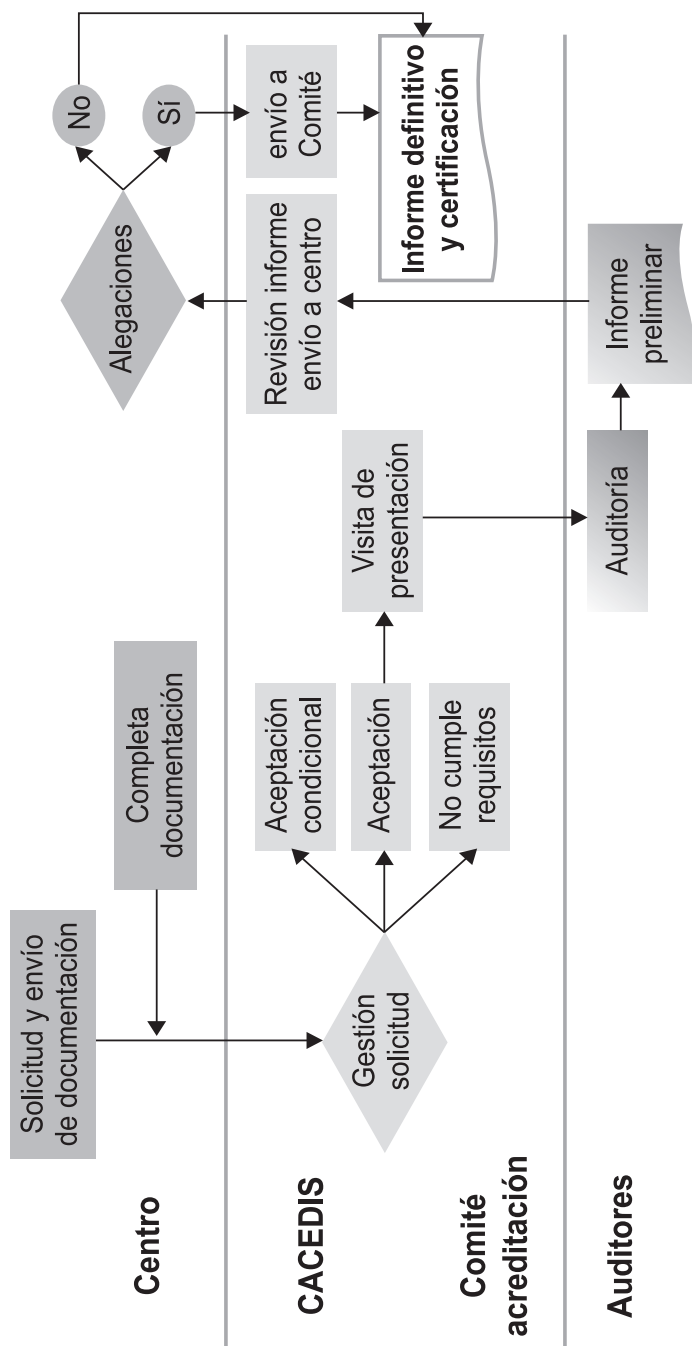 Centro
Solicitud y envío
de documentación
Completa
documentación
Alegaciones
No
Sí
CACEDIS
Comité
acreditación
Gestión
solicitud
Aceptación
condicional
Aceptación
No cumple
requisitos
Visita de
presentación
Revisión informe
envío a centro
envío a
Comité
Informe definitivo
y certificación
Auditores
Auditoría
Informe
preliminar